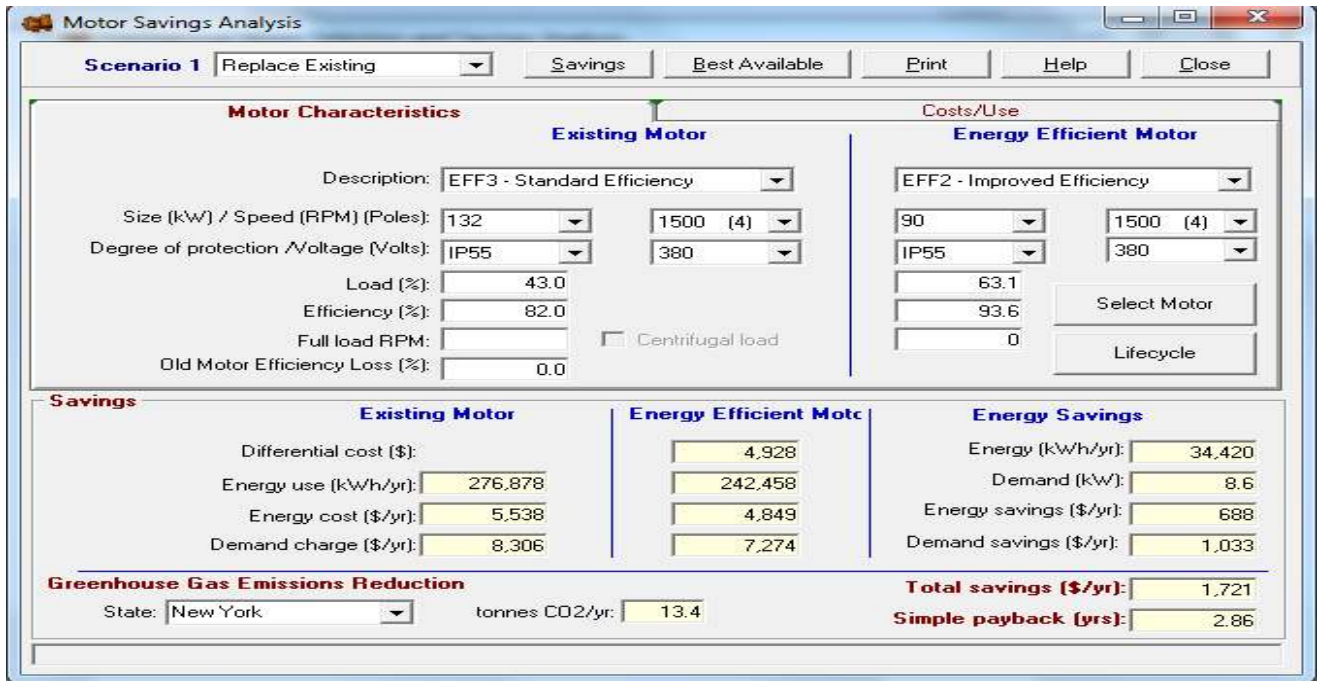 Motor Savings Analysis
Scenario 1 Replace Existing Savings Best Available Print Help Close
Motor Characteristics Costs/Use
Existing Motor Energy Efficient Motor
Description: EFF3 - Standard Efficiency EFF2 - Improved Efficiency
Size (kW) / Speed (RPM) (Poles): 132 1500 (4) 90 1500 (4)
Degree of protection /Voltage (Volts): IP55 380 IP55 380
Load (%): 43.0 63.1
Efficiency (%): 82.0 93.6 Select Motor
Full load RPM: Centrifugal load 0
Old Motor Efficiency Loss (%): 0.0 Lifecycle
Savings
Existing Motor Energy Efficient Motc Energy Savings
Differential cost ($): 4,928 Energy (kWh/yr): 34,420
Energy use (kWh/yr): 276,878 242,458 Demand (kW): 8.6
Energy cost ($/yr): 5,538 4,849 Energy savings ($/yr): 688
Demand charge ($/yr): 8,306 7,274 Demand savings ($/yr): 1,033
Greenhouse Gas Emissions Reduction Total savings ($/yr): 1,721
State: New York tonnes CO2/yr: 13.4 Simple payback (yrs): 2.86